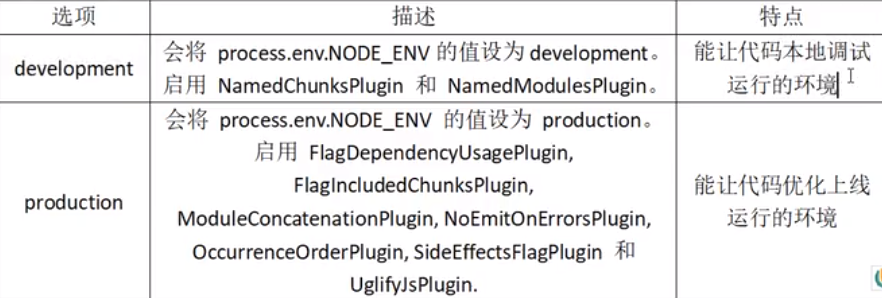 选项 描述 特点
development 会将 process.env.NODE_ENV 的值设为 development。 能让代码本地调试
启用 NamedChunksPlugin 和 NamedModulesPlugin。 运行的环境
production 会将 process.env.NODE_ENV 的值设为 production。
启用 FlagDependencyUsagePlugin,
FlagIncludedChunksPlugin,
ModuleConcatenationPlugin, NoEmitOnErrorsPlugin,
OccurrenceOrderPlugin, SideEffectsFlagPlugin 和
UglifyJsPlugin.
能让代码优化上线
运行的环境